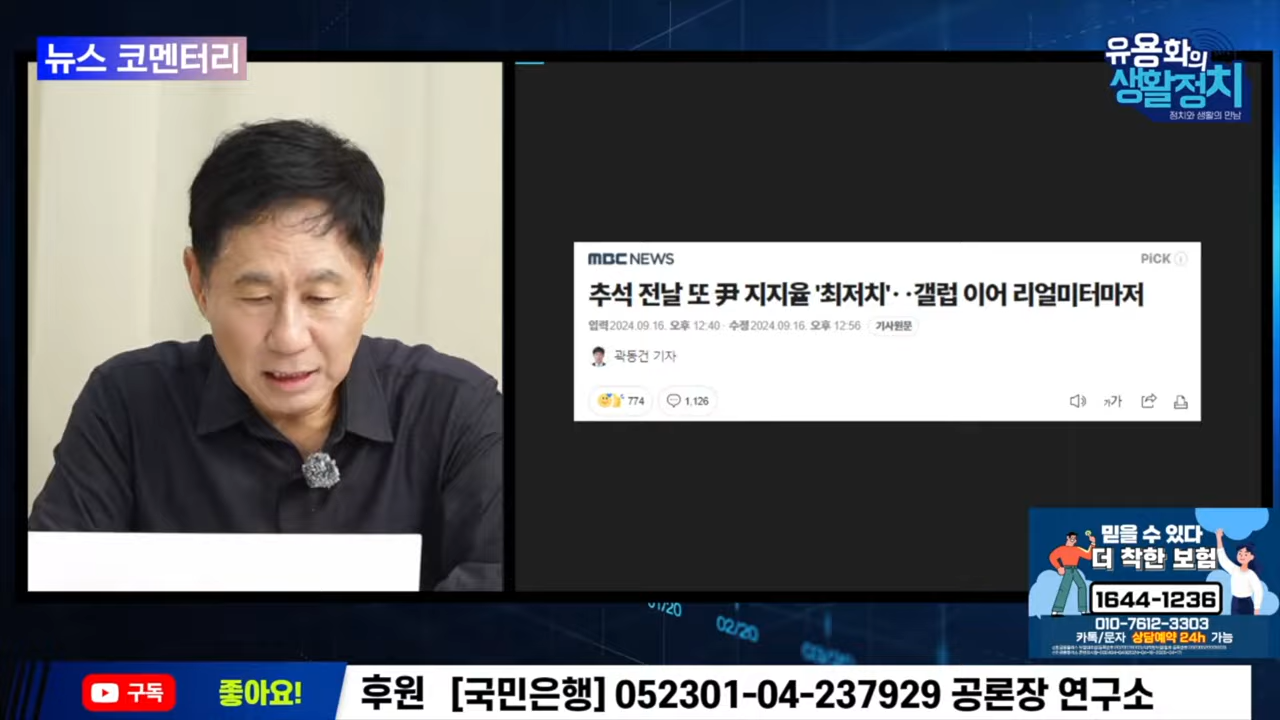 뉴스 코멘터리
유용화의
생활정치
정치와 생활의 만남
MBC NEWS
PiCK
추석 전날 또 尹 지지율 '최저치'‥갤럽 이어 리얼미터마저
입력 2024.09.16. 오후 12:40 · 수정 2024.09.16. 오후 12:56 기사원문
곽동건 기자
774 1,126
가가
믿을 수 있다
더 착한 보험
1644-1236
010-7612-3303
카톡/문자 상담예약 24h 가능
01/20
02/20
구독 좋아요!
후원 [국민은행] 052301-04-237929 공론장 연구소